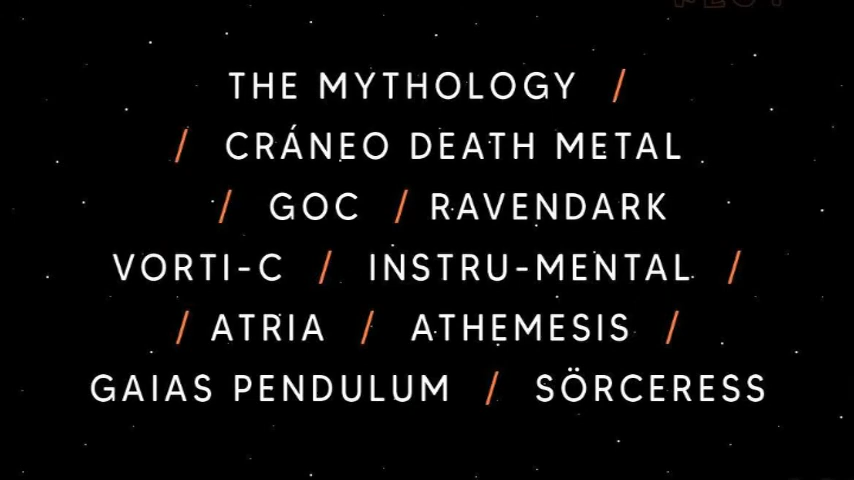 THE MYTHOLOGY /
/ CRÁNEO DEATH METAL
/ GOC / RAVENDARK
VORTI-C / INSTRU-MENTAL /
/ ATRIA / ATHEMESIS /
GAIAS PENDULUM / SÖRCERESS